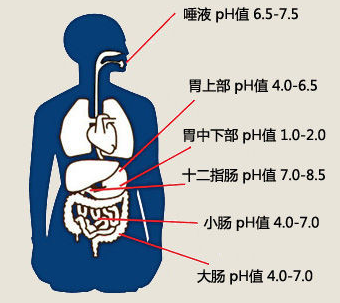 唾液 pH值 6.5-7.5
胃上部 pH值 4.0-6.5
胃中下部 pH值 1.0-2.0
十二指肠 pH值 7.0-8.5
小肠 pH值 4.0-7.0
大肠 pH值 4.0-7.0